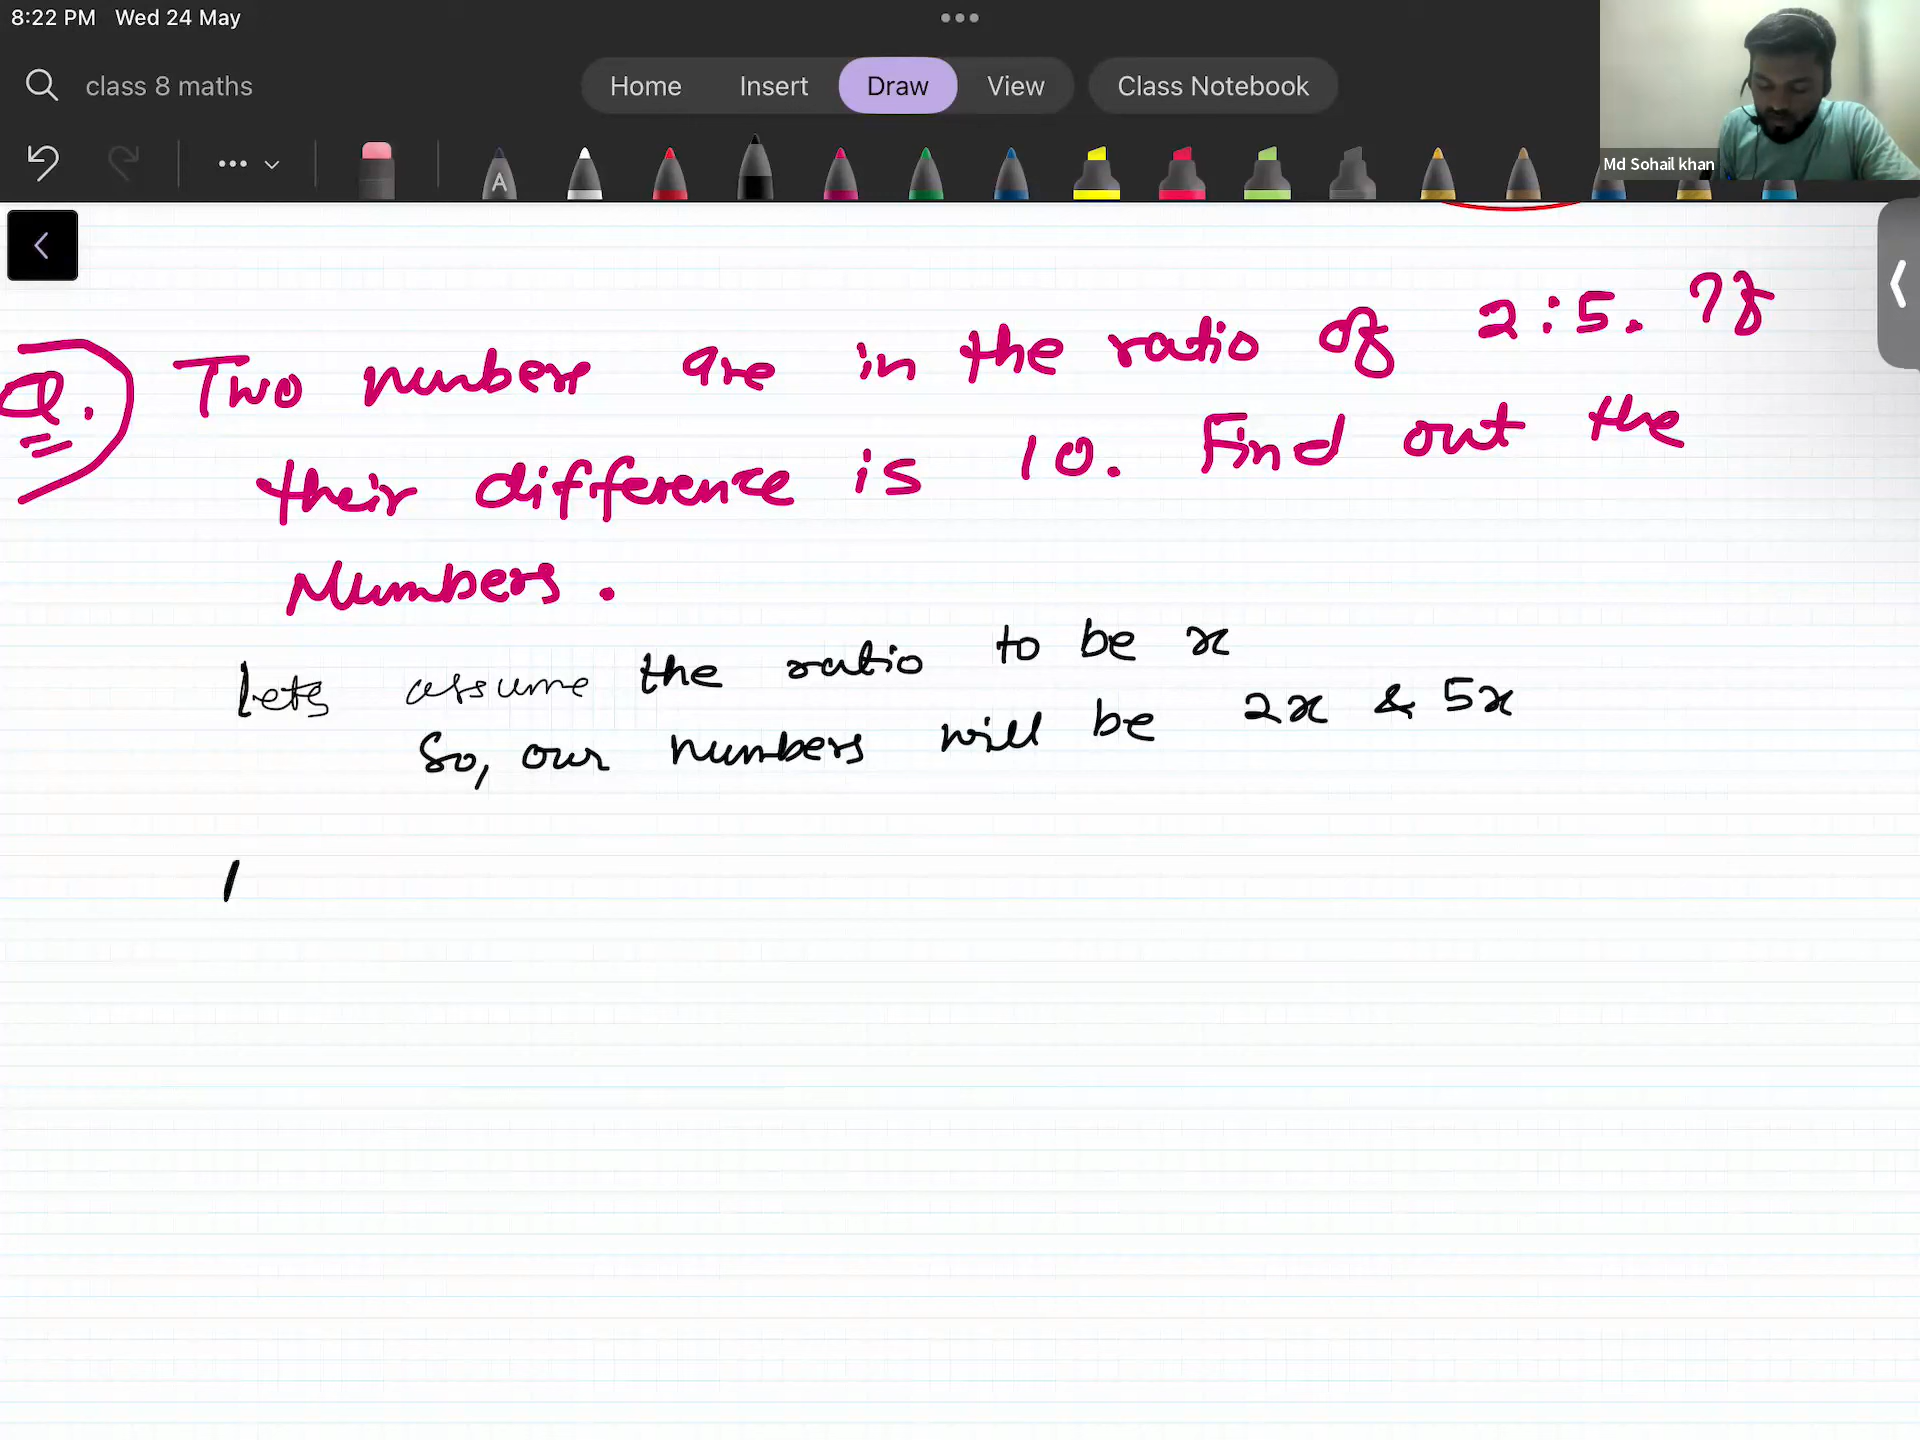 8:22 PM Wed 24 May
class 8 maths
Home Insert Draw View Class Notebook
A
Md Sohail khan
Q. Two numbers are in the ratio of 2:5. If
their difference is 10. Find out the
Numbers.
Lets assume the ratio to be x
So, our numbers will be 2x & 5x